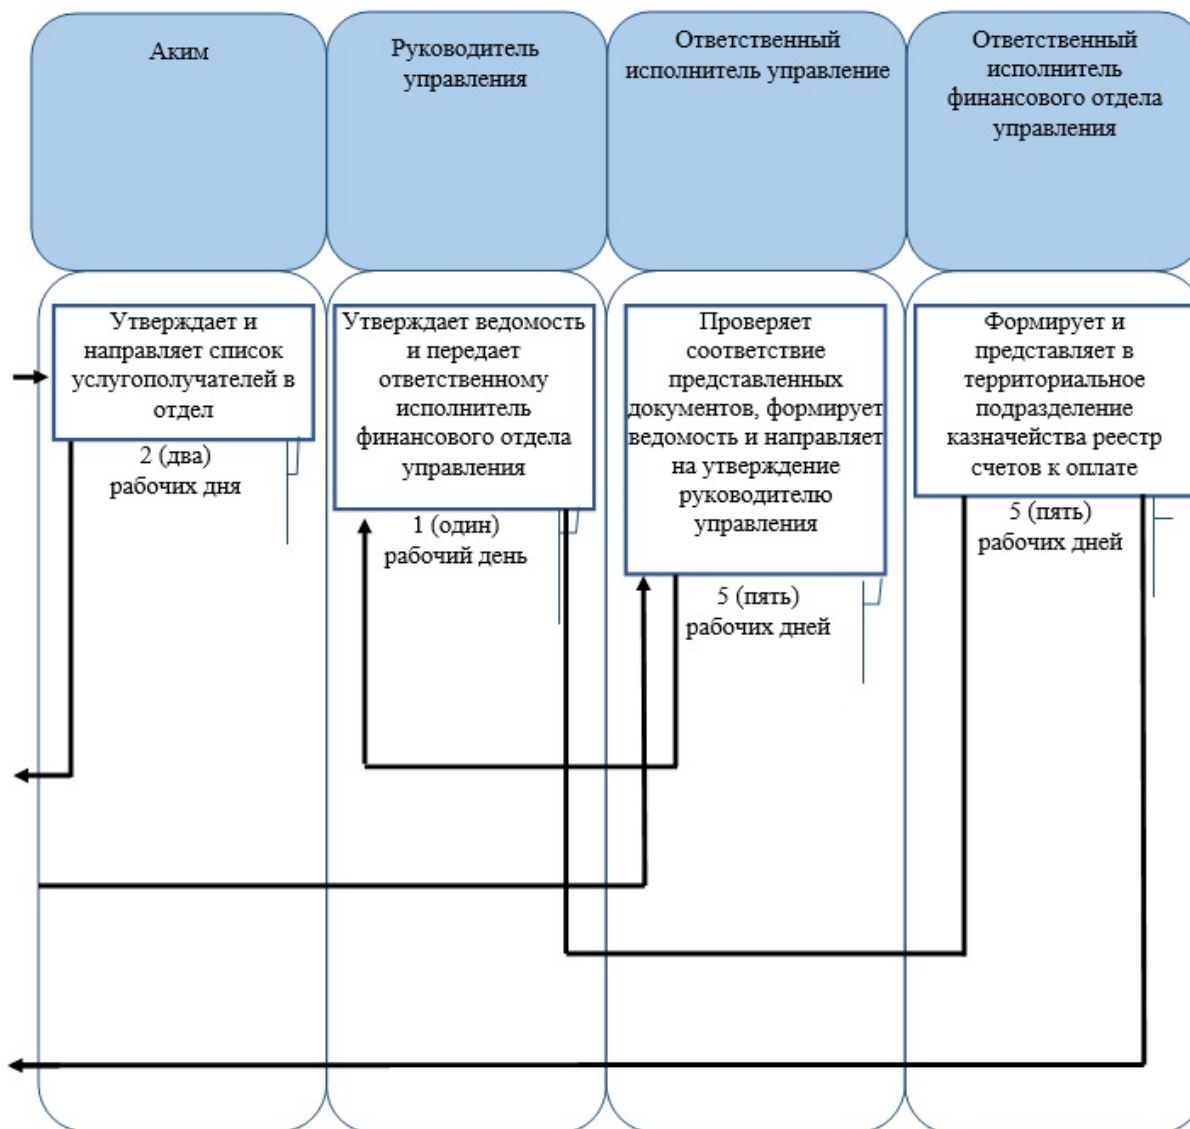 Аким
Руководитель
управления
Ответственный
исполнитель управление
Ответственный
исполнитель
финансового отдела
управления
Утверждает и
направляет список
услугополучателей в
отдел
2 (два)
рабочих дня
Утверждает ведомость
и передает
ответственному
исполнитель
финансового отдела
управления
1 (один)
рабочий день
Проверяет
соответствие
представленных
документов, формирует
ведомость и направляет
на утверждение
руководителю
управления
5 (пять)
рабочих дней
Формирует и
представляет в
территориальное
подразделение
казначейства реестр
счетов к оплате
5 (пять)
рабочих дней